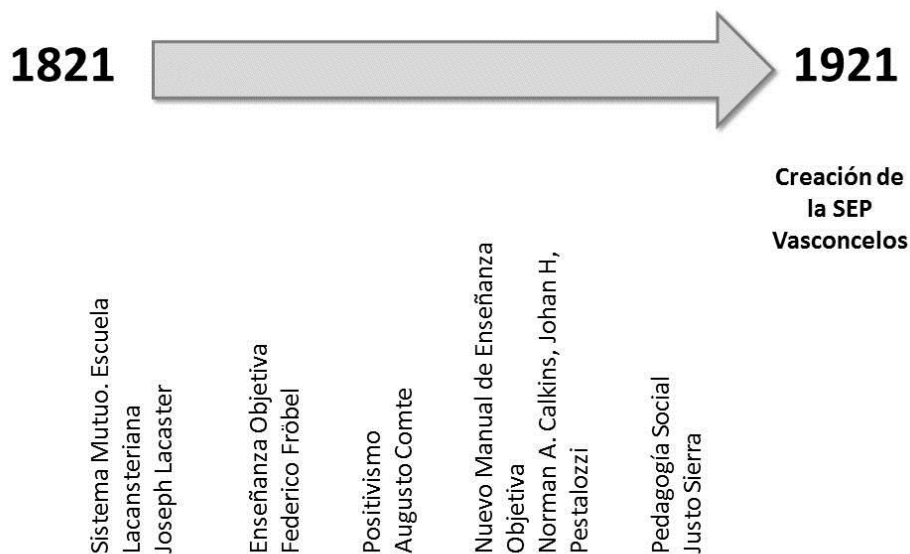 1821
1921
Creación de
la SEP
Vasconcelos
Sistema Mutuo. Escuela
Lacansteriana
Joseph Lacaster
Enseñanza Objetiva
Federico Fröbel
Positivismo
Augusto Comte
Nuevo Manual de Enseñanza
Objetiva
Norman A. Calkins, Johan H,
Pestalozzi
Pedagogía Social
Justo Sierra